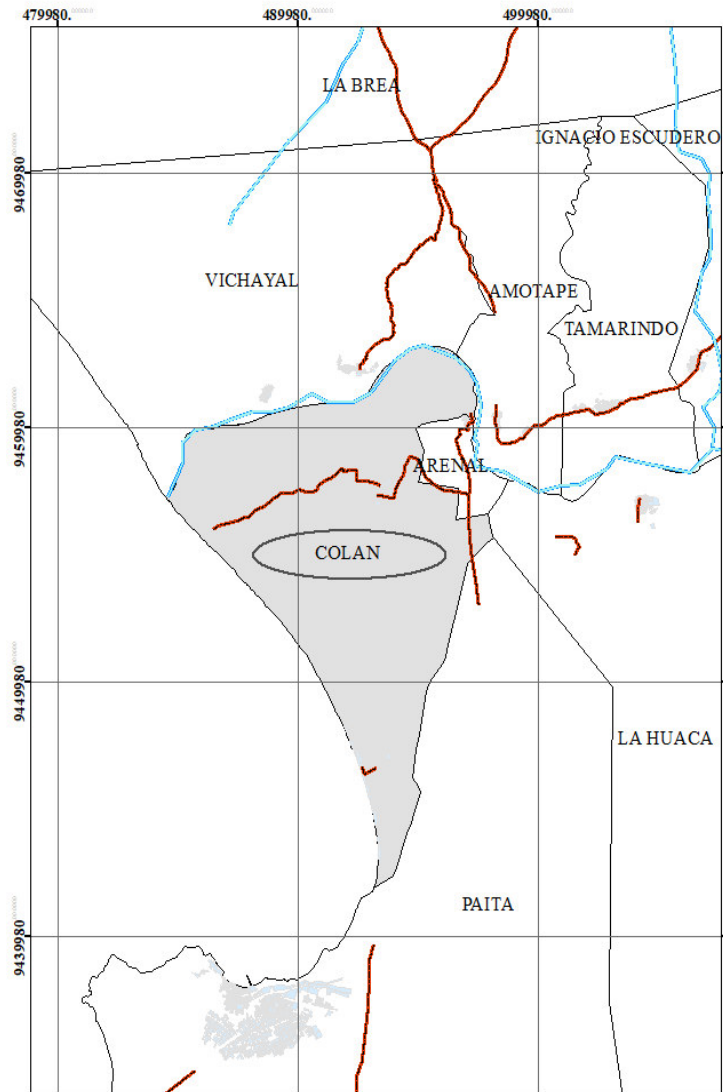 479980. 489980. 499980.
LA BREA
IGNACIO ESCUDERO
9469980
VICHAYAL
AMOTAPE
TAMARINDO
9459980
ARENAL
COLAN
9449980
LA HUACA
PAITA
9439980